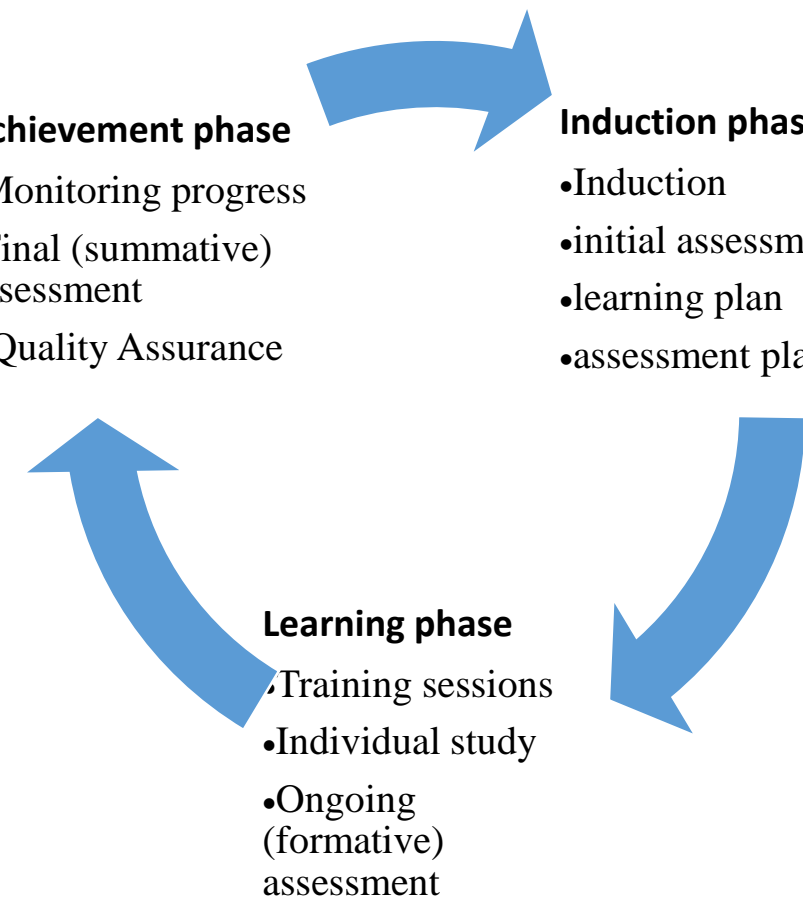 chievement phase
Monitoring progress
inal (summative)
sessment
Quality Assurance
Induction phas
•Induction
•initial assessm
•learning plan
•assessment pla
Learning phase
•Training sessions
•Individual study
•Ongoing
(formative)
assessment